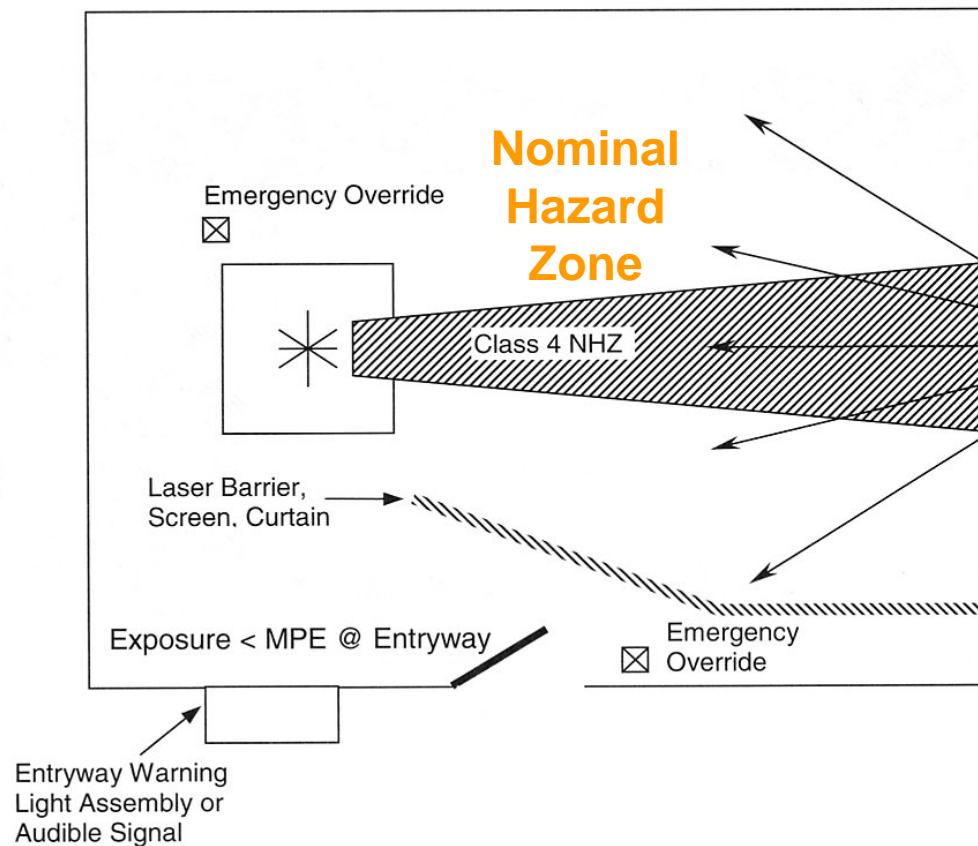 Nominal
Hazard
Zone
Emergency Override
Class 4 NHZ
Laser Barrier,
Screen, Curtain
Exposure < MPE @ Entryway
Emergency
Override
Entryway Warning
Light Assembly or
Audible Signal